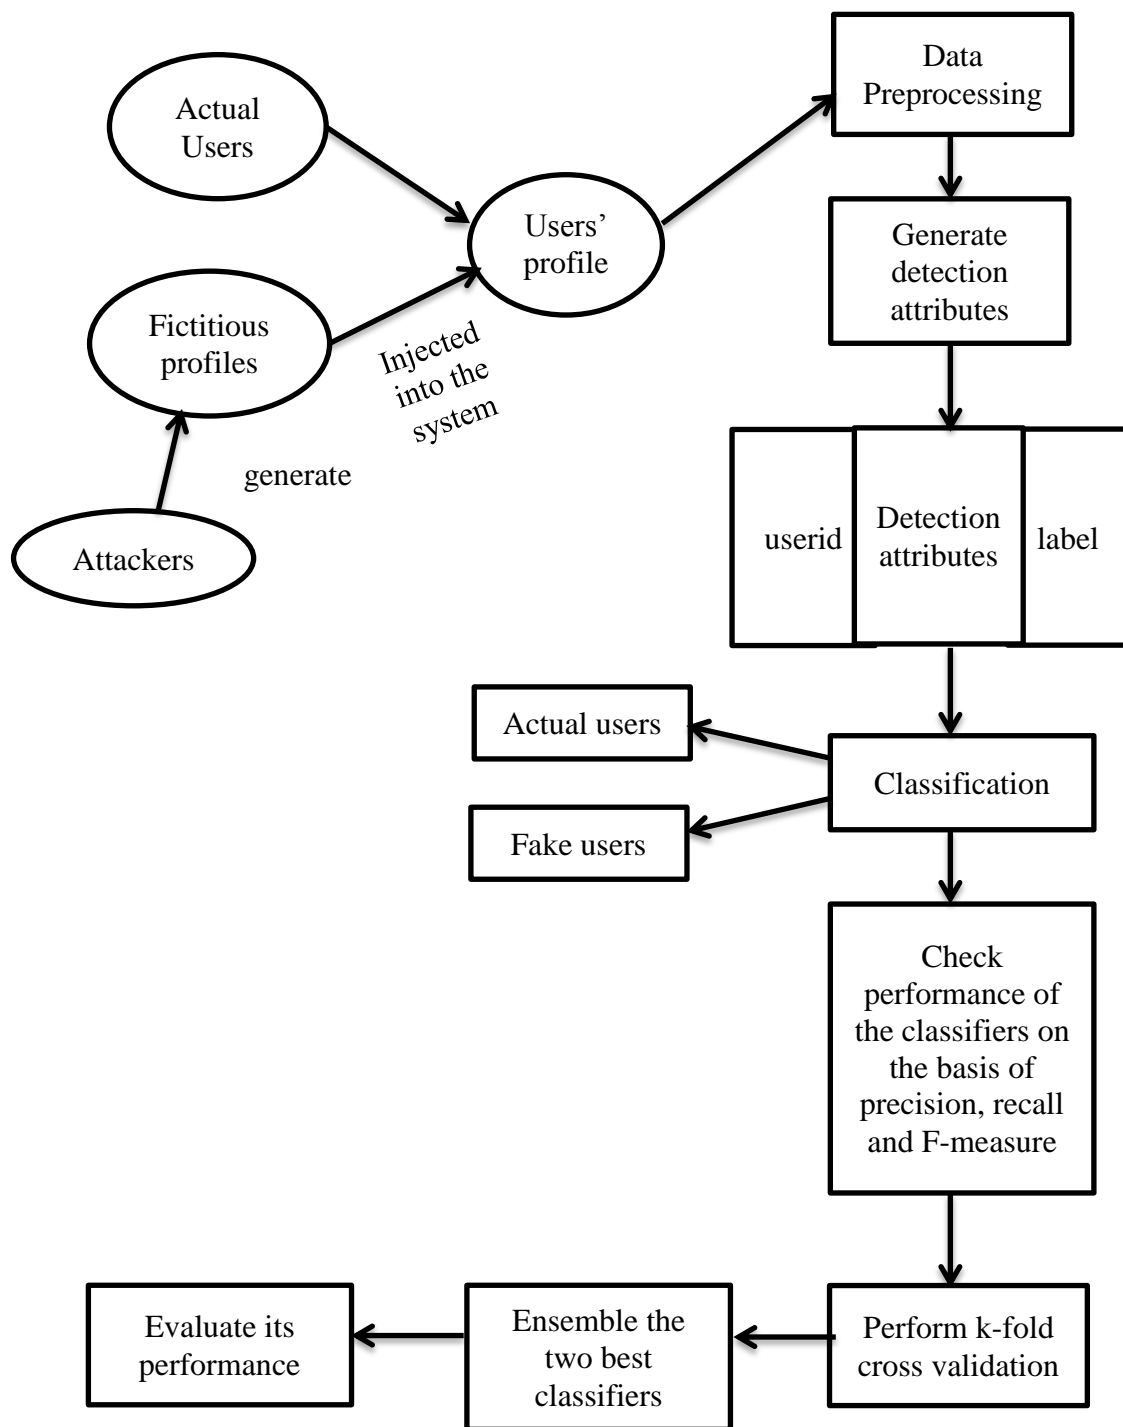 Actual
Users
Fictitious
profiles
Attackers
generate
Injected
into the
system
Users’
profile
Data
Preprocessing
Generate
detection
attributes
userid
Detection
attributes
label
Classification
Actual users
Fake users
Check
performance of
the classifiers on
the basis of
precision, recall
and F-measure
Perform k-fold
cross validation
Ensemble the
two best
classifiers
Evaluate its
performance